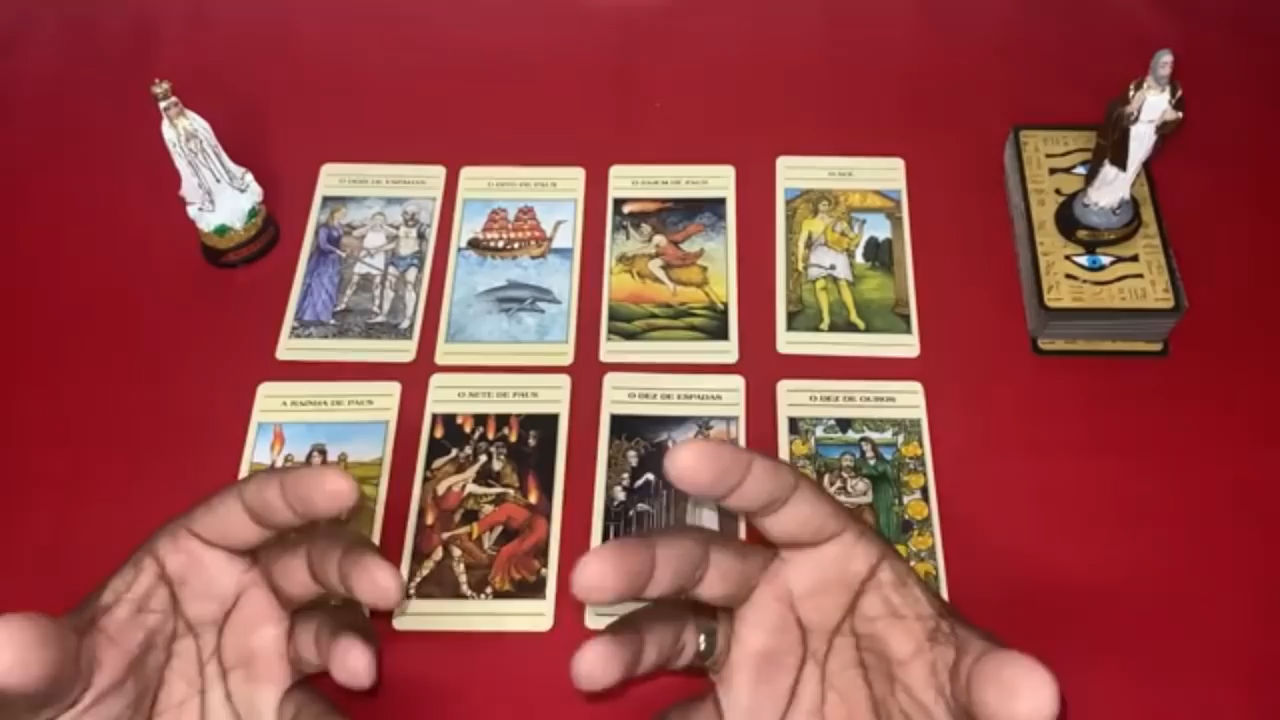 O DOIS DE ESPADAS
O OITO DE PAUS
O PAJEM DE PAUS
O SOL
A RAINHA DE PAUS
O SETE DE PAUS
O DEZ DE ESPADAS
O DEZ DE OUROS